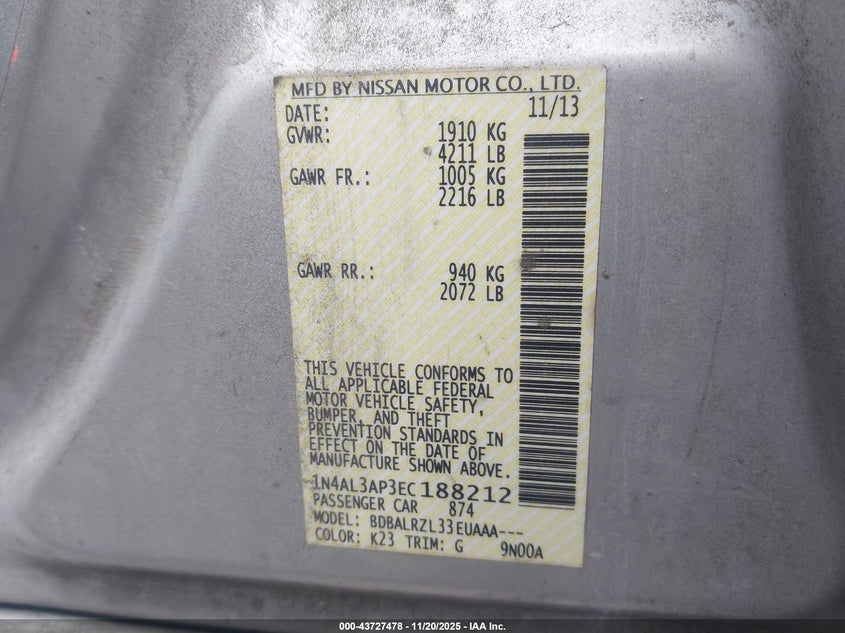 MFD BY NISSAN MOTOR CO., LTD.
DATE: 11/13
GVWR: 1910 KG
4211 LB
GAWR FR.: 1005 KG
2216 LB
GAWR RR.: 940 KG
2072 LB
THIS VEHICLE CONFORMS TO
ALL APPLICABLE FEDERAL
MOTOR VEHICLE SAFETY,
BUMPER, AND THEFT
PREVENTION STANDARDS IN
EFFECT ON THE DATE OF
MANUFACTURE SHOWN ABOVE.
1N4AL3AP3EC188212
PASSENGER CAR 874
MODEL: BDBALRZL33EUAAA---
COLOR: K23 TRIM: G 9N00A
000-43727478 - 11/20/2025 - IAA Inc.